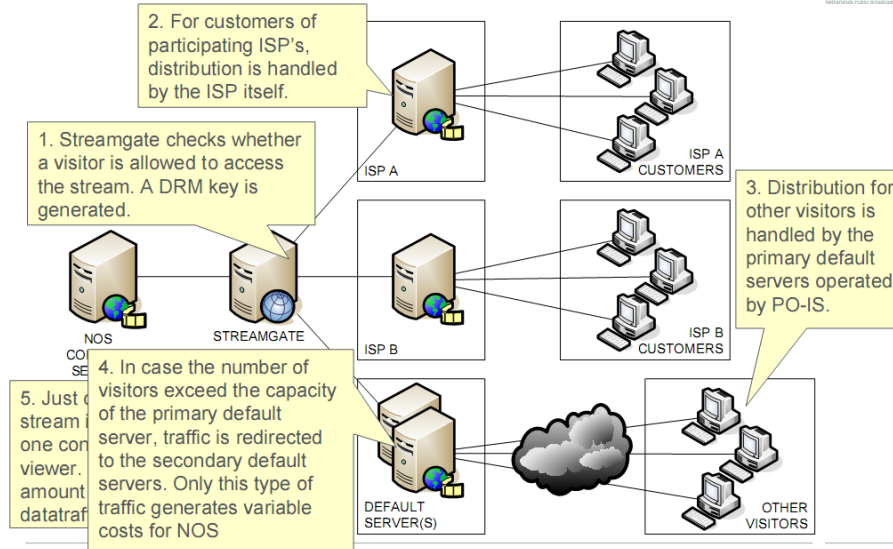 Netherlands Public Broadcast
2. For customers of
participating ISP's,
distribution is handled
by the ISP itself.
1. Streamgate checks whether
a visitor is allowed to access
the stream. A DRM key is
generated.
ISP A
ISP A
CUSTOMERS
3. Distribution for
other visitors is
handled by the
primary default
servers operated
by PO-IS.
NOS
STREAMGATE
ISP B
ISP B
CUSTOMERS
4. In case the number of
visitors exceed the capacity
of the primary default
server, traffic is redirected
to the secondary default
servers. Only this type of
traffic generates variable
costs for NOS
5. Just
stream
one
viewer.
amount
DEFAULT
SERVER(S)
OTHER
VISITORS